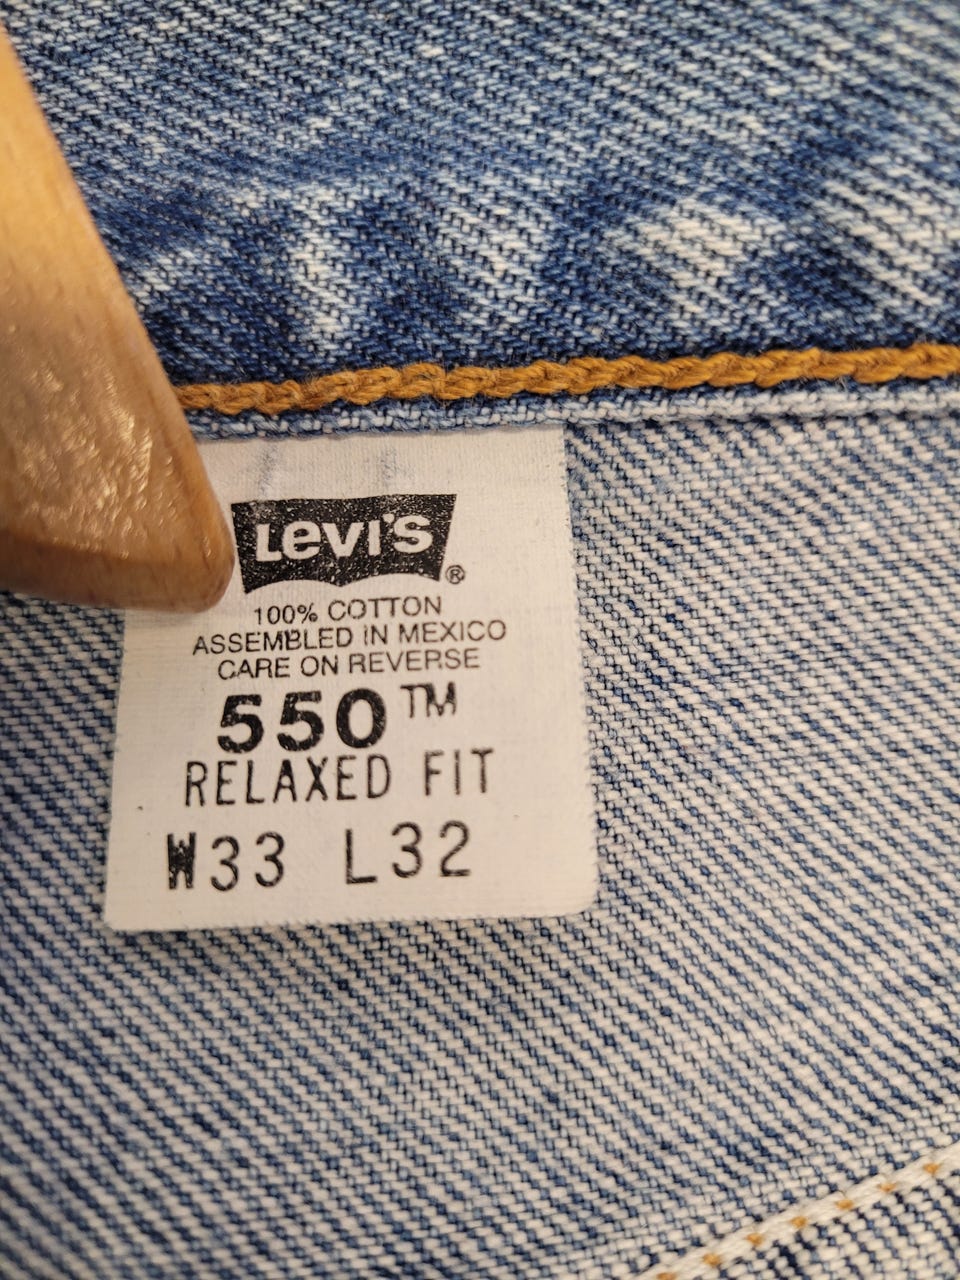 Levi's®
100% COTTON
ASSEMBLED IN MEXICO
CARE ON REVERSE
550™
RELAXED FIT
W33 L32